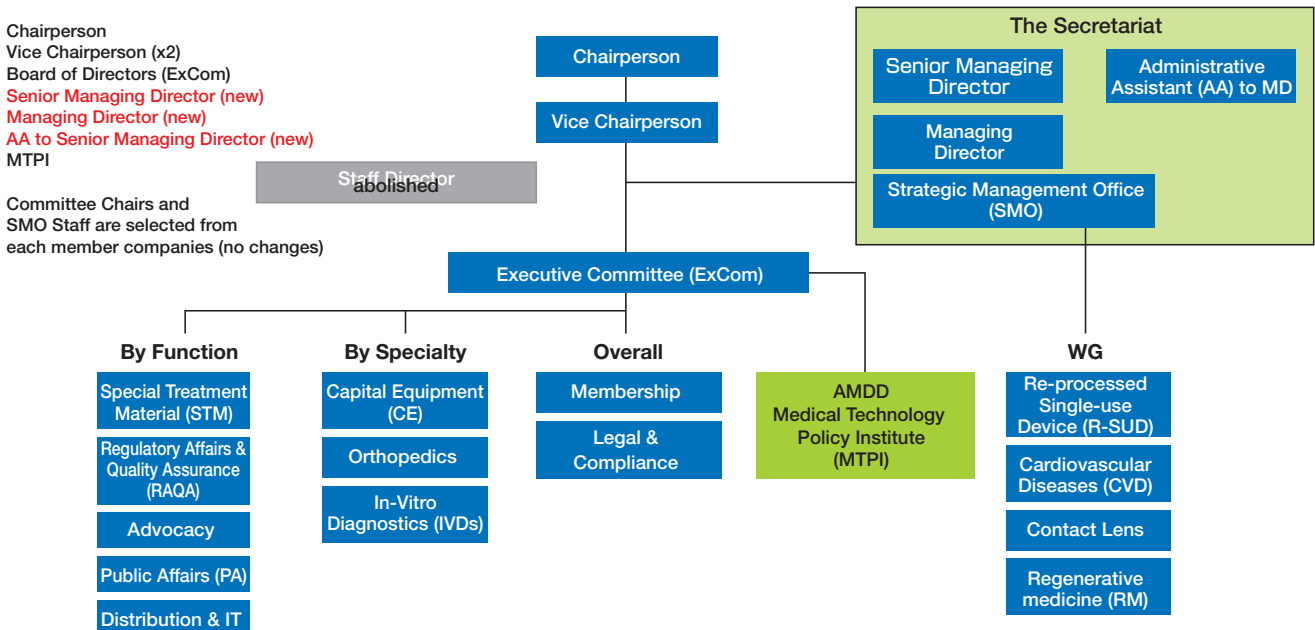 Chairperson
Vice Chairperson (x2)
Board of Directors (ExCom)
Senior Managing Director (new)
Managing Director (new)
AA to Senior Managing Director (new)
MTPI
Committee Chairs and
SMO Staff are selected from
each member companies (no changes)
Staff Director
abolished
Chairperson
Vice Chairperson
The Secretariat
Senior Managing
Director
Administrative
Assistant (AA) to MD
Managing
Director
Strategic Management Office
(SMO)
Executive Committee (ExCom)
By Function
Special Treatment
Material (STM)
Regulatory Affairs &
Quality Assurance
(RAQA)
Advocacy
Public Affairs (PA)
Distribution & IT
By Specialty
Capital Equipment
(CE)
Orthopedics
In-Vitro
Diagnostics (IVDs)
Overall
Membership
Legal &
Compliance
AMDD
Medical Technology
Policy Institute
(MTPI)
WG
Re-processed
Single-use
Device (R-SUD)
Cardiovascular
Diseases (CVD)
Contact Lens
Regenerative
medicine (RM)